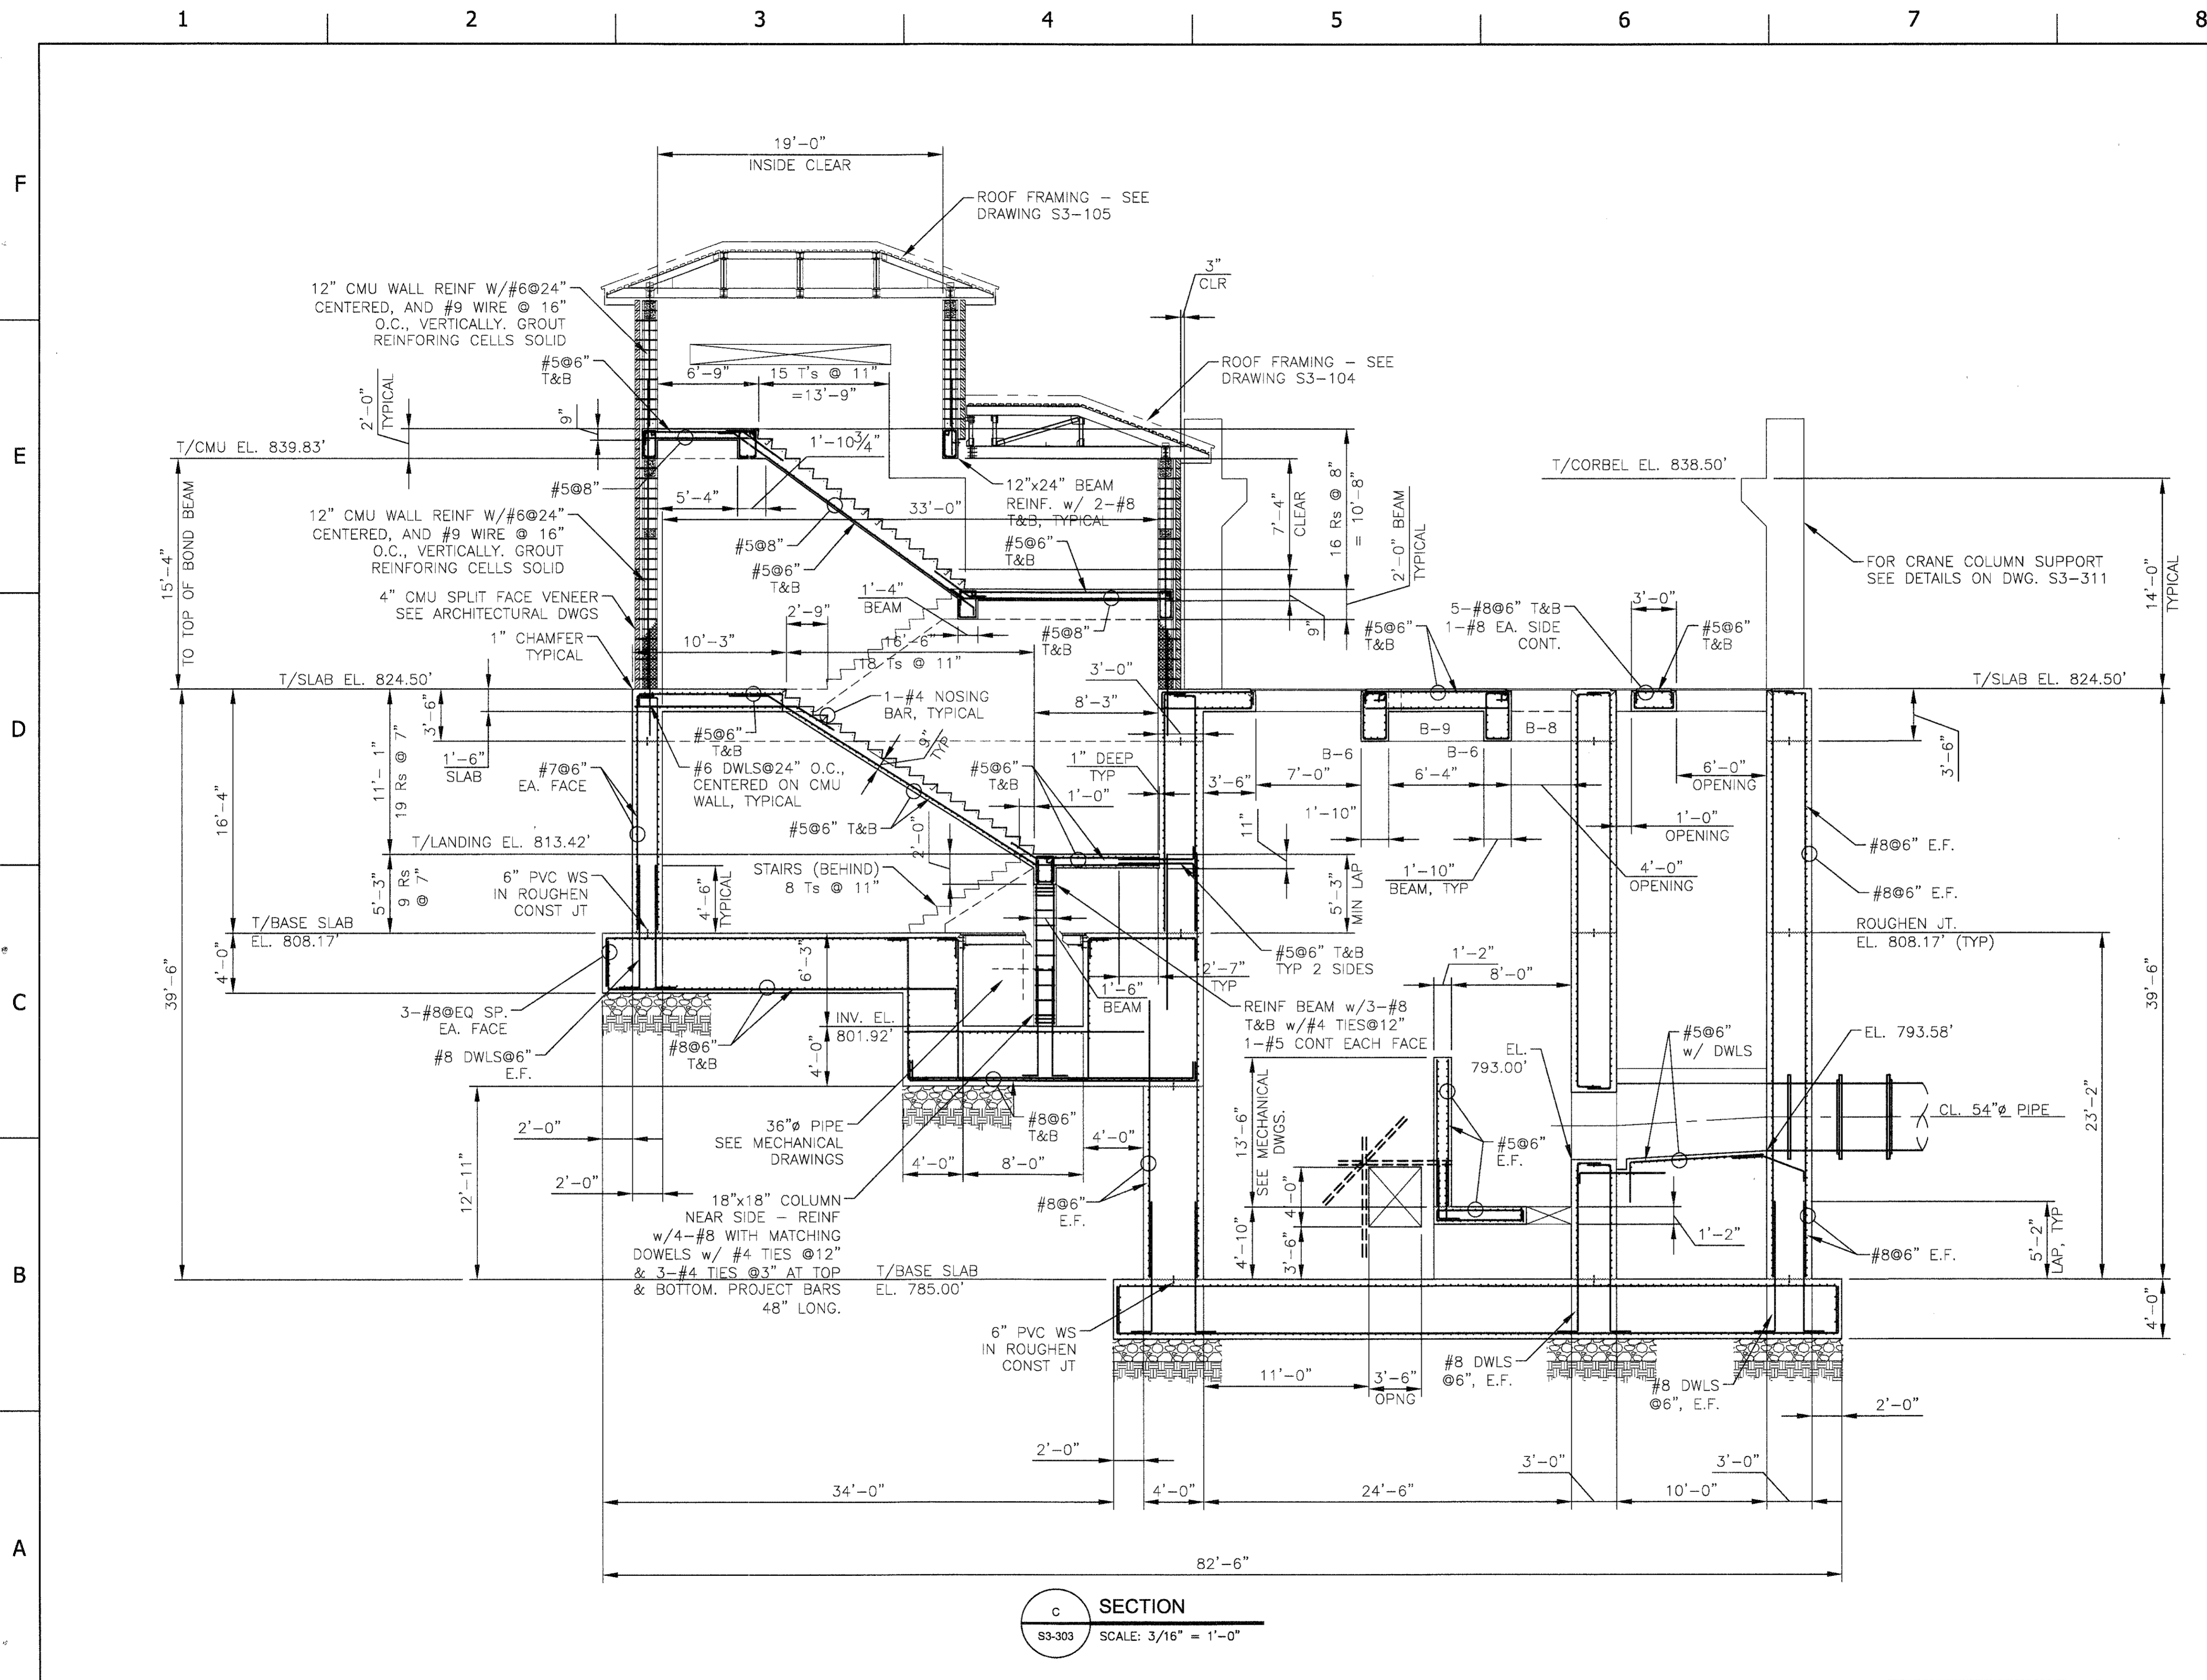 1 2 3 4 5 6 7 8
F
E
D
C
B
A
19'-0"
INSIDE CLEAR
ROOF FRAMING - SEE
DRAWING S3-105
12" CMU WALL REINF W/#6@24"
CENTERED, AND #9 WIRE @ 16"
O.C., VERTICALLY. GROUT
REINFORING CELLS SOLID
3"
CLR
#5@6"
T&B
6'-9"
15 T's @ 11"
=13'-9"
ROOF FRAMING - SEE
DRAWING S3-104
2'-0"
TYPICAL
9"
T/CMU EL. 839.83'
1'-10¾"
T/CORBEL EL. 838.50'
#5@8"
5'-4"
33'-0"
12"x24" BEAM
REINF. w/ 2-#8
T&B, TYPICAL
7'-4"
CLEAR
16 Rs @ 8"
= 10'-8"
2'-0" BEAM
TYPICAL
12" CMU WALL REINF W/#6@24"
CENTERED, AND #9 WIRE @ 16"
O.C., VERTICALLY. GROUT
REINFORING CELLS SOLID
15'-4"
TO TOP OF BOND BEAM
#5@8"
#5@6"
T&B
#5@6"
T&B
FOR CRANE COLUMN SUPPORT
SEE DETAILS ON DWG. S3-311
14'-0"
TYPICAL
4" CMU SPLIT FACE VENEER
SEE ARCHITECTURAL DWGS
1'-4"
BEAM
2'-9"
9"
5-#8@6" T&B
1-#8 EA. SIDE
CONT.
3'-0"
1" CHAMFER
TYPICAL
10'-3"
16'-6"
18 Ts @ 11"
#5@8"
T&B
#5@6"
T&B
#5@6"
T&B
T/SLAB EL. 824.50'
3'-0"
T/SLAB EL. 824.50'
1-#4 NOSING
BAR, TYPICAL
8'-3"
3'-6"
1'-6"
SLAB
#5@6"
T&B
9"
TYP
B-9
B-8
B-6
B-6
3'-6"
16'-4"
11'-1"
19 Rs @ 7"
#7@6"
EA. FACE
#6 DWLS@24" O.C.,
CENTERED ON CMU
WALL, TYPICAL
#5@6"
T&B
1" DEEP
TYP
1'-0"
3'-6"
7'-0"
6'-4"
6'-0"
OPENING
1'-10"
1'-0"
OPENING
#5@6" T&B
2'-0"
11"
T/LANDING EL. 813.42'
#8@6" E.F.
STAIRS (BEHIND)
8 Ts @ 11"
1'-10"
BEAM, TYP
4'-0"
OPENING
#8@6" E.F.
5'-3"
9 Rs
@ 7"
6" PVC WS
IN ROUGHEN
CONST JT
4'-6"
TYPICAL
5'-3"
MIN LAP
T/BASE SLAB
EL. 808.17'
ROUGHEN JT.
EL. 808.17' (TYP)
39'-6"
4'-0"
6'-3"
#5@6" T&B
TYP 2 SIDES
2'-7"
TYP
1'-2"
8'-0"
39'-6"
3-#8@EQ SP.
EA. FACE
1'-6"
BEAM
REINF BEAM w/3-#8
T&B w/#4 TIES@12"
1-#5 CONT EACH FACE
INV. EL.
801.92'
#8@6"
T&B
4'-0"
#8 DWLS@6"
E.F.
EL.
793.00'
#5@6"
w/ DWLS
EL. 793.58'
#8@6"
T&B
36"ø PIPE
SEE MECHANICAL
DRAWINGS
13'-6"
SEE MECHANICAL
DWGS.
CL. 54"ø PIPE
23'-2"
2'-0"
4'-0"
#5@6"
E.F.
4'-0"
8'-0"
12'-11"
2'-0"
18"x18" COLUMN
NEAR SIDE - REINF
w/4-#8 WITH MATCHING
DOWELS w/ #4 TIES @12"
& 3-#4 TIES @3" AT TOP
& BOTTOM. PROJECT BARS
48" LONG.
#8@6"
E.F.
4'-0"
4'-10"
3'-6"
1'-2"
5'-2"
LAP, TYP
#8@6" E.F.
T/BASE SLAB
EL. 785.00'
4'-0"
6" PVC WS
IN ROUGHEN
CONST JT
11'-0"
3'-6"
OPNG
#8 DWLS
@6", E.F.
#8 DWLS
@6", E.F.
2'-0"
2'-0"
3'-0"
3'-0"
34'-0"
4'-0"
24'-6"
10'-0"
82'-6"
C
S3-303
SECTION
SCALE: 3/16" = 1'-0"